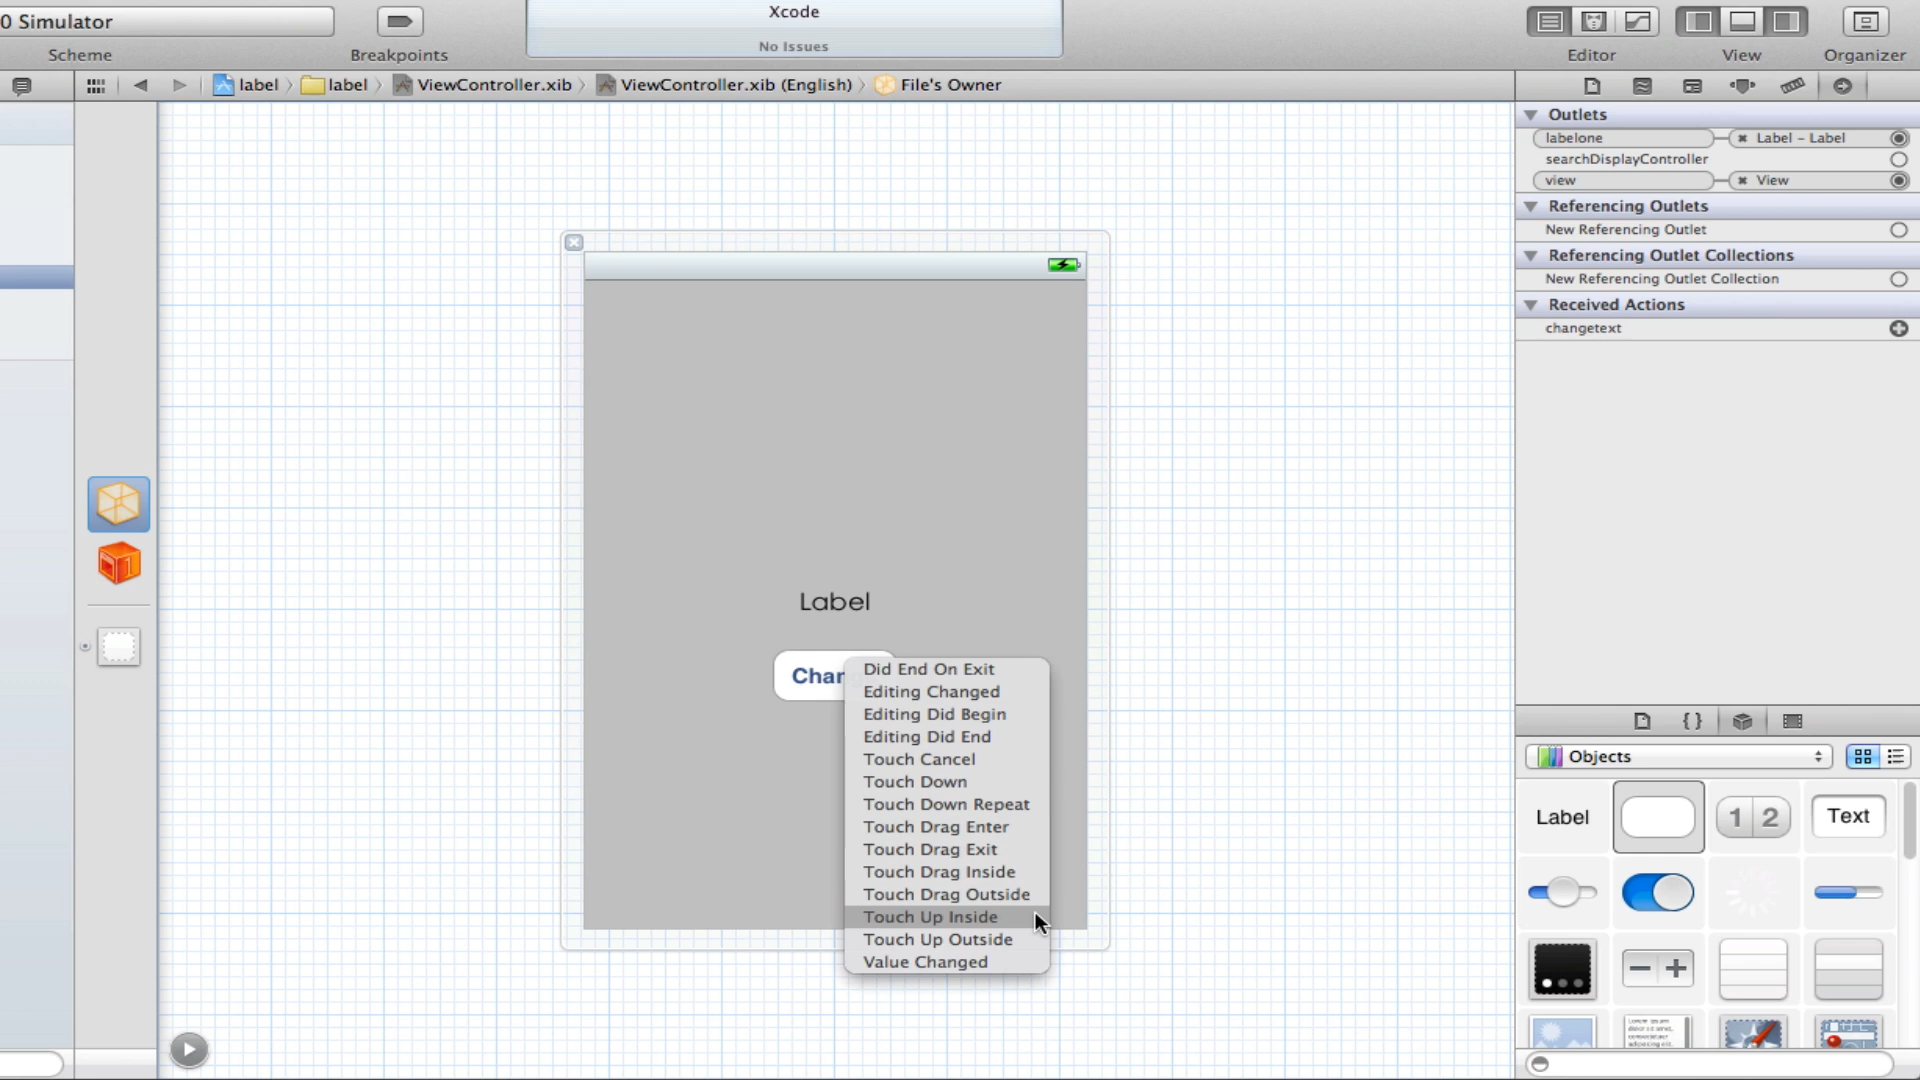 0 Simulator
Scheme
Breakpoints
Xcode
No Issues
Editor
View
Organizer
label
label
ViewController.xib
ViewController.xib (English)
File's Owner
Outlets
labelone
Label - Label
searchDisplayController
view
View
Referencing Outlets
New Referencing Outlet
Referencing Outlet Collections
New Referencing Outlet Collection
Received Actions
changetext
Label
Chan
Did End On Exit
Editing Changed
Editing Did Begin
Editing Did End
Touch Cancel
Touch Down
Touch Down Repeat
Touch Drag Enter
Touch Drag Exit
Touch Drag Inside
Touch Drag Outside
Touch Up Inside
Touch Up Outside
Value Changed
{ }
Objects
Label
1 2
Text